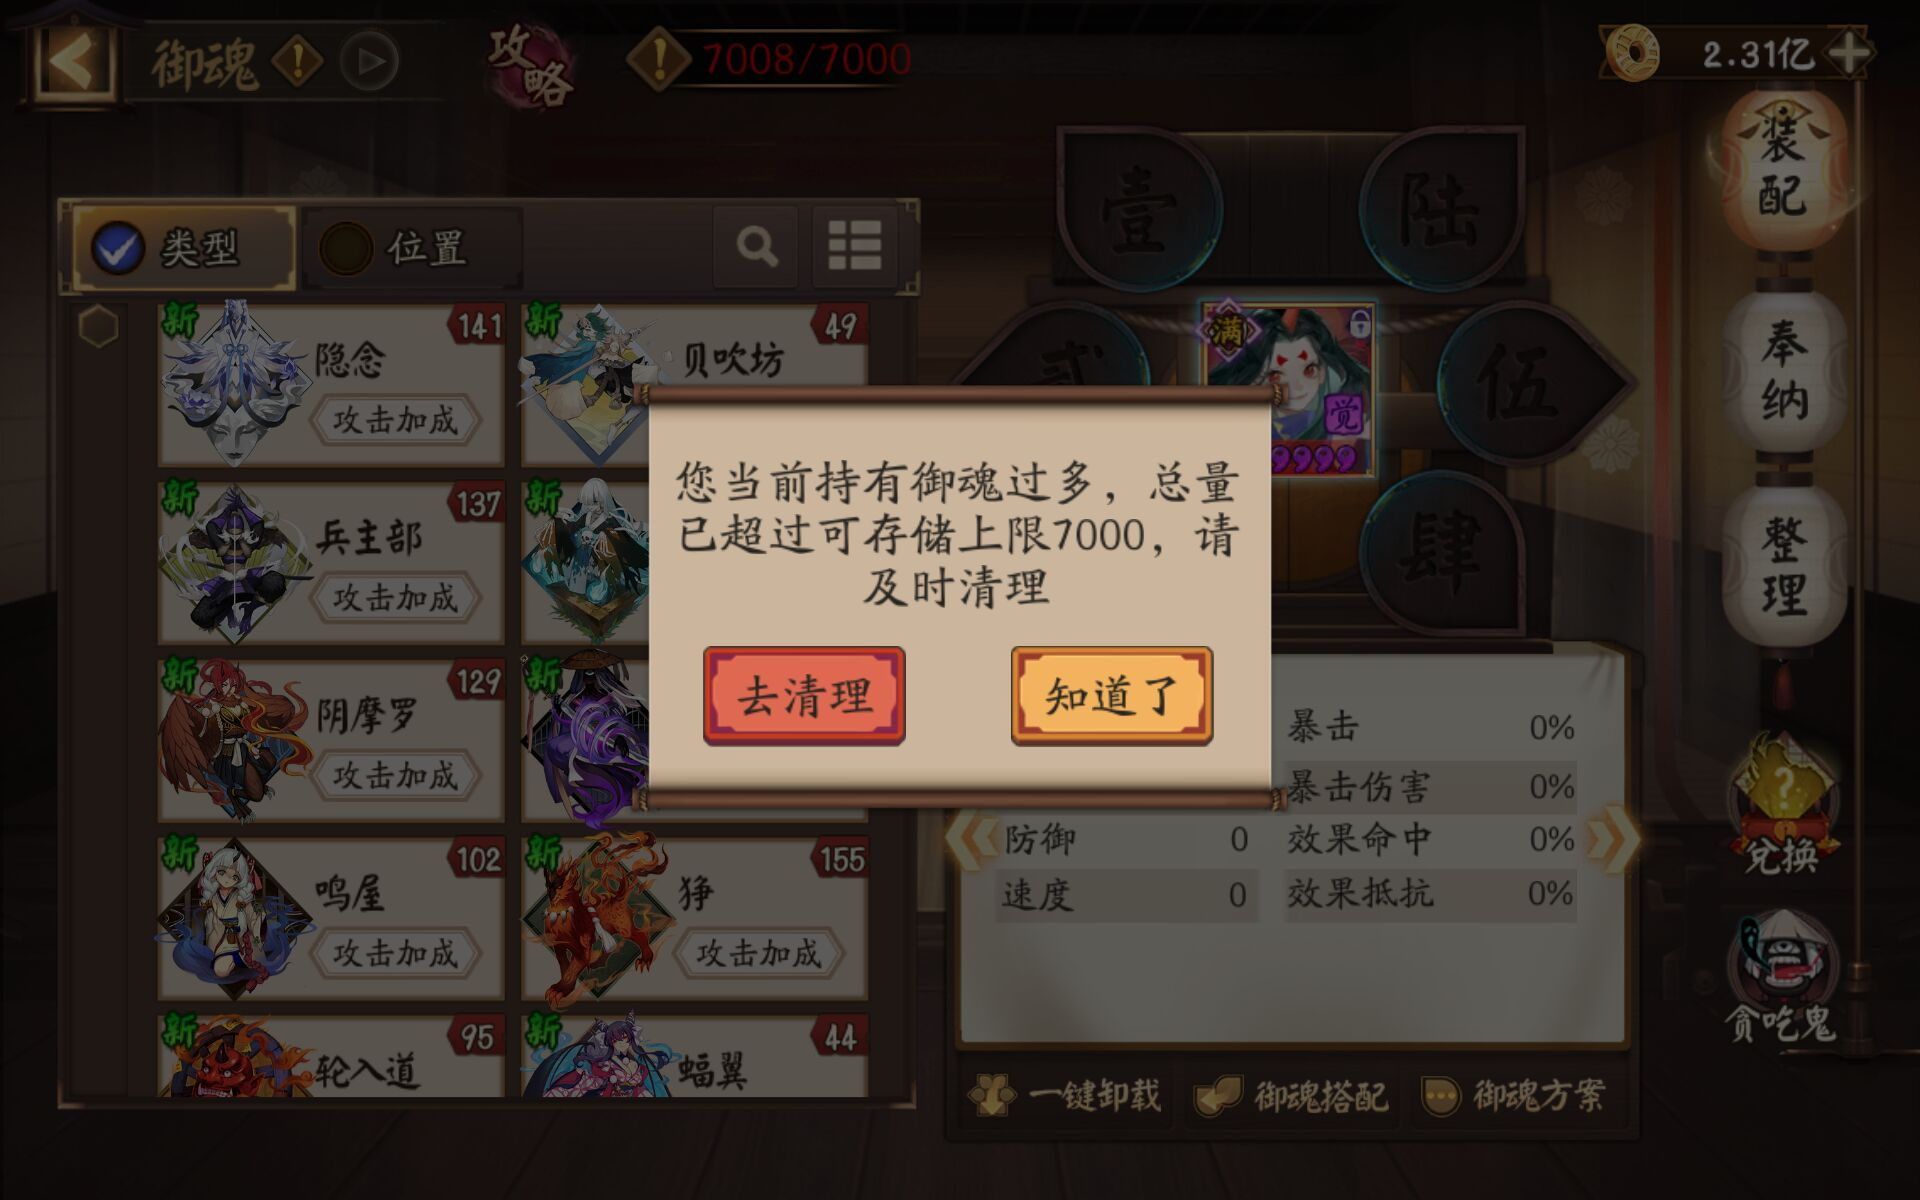 御魂
攻略
7008/7000
2.31亿
类型
位置
新
隐念
141
攻击加成
新
贝吹坊
49
新
兵主部
137
攻击加成
新
新
阴摩罗
129
攻击加成
新
新
鸣屋
102
攻击加成
新
狰
155
攻击加成
新
轮入道
95
新
蝠翼
44
壹
陆
贰
伍
肆
满
觉
9999
您当前持有御魂过多，总量
已超过可存储上限7000，请
及时清理
去清理
知道了
暴击 0%
暴击伤害 0%
防御 0
效果命中 0%
速度 0
效果抵抗 0%
一键卸载
御魂搭配
御魂方案
装配
奉纳
整理
兑换
贪吃鬼